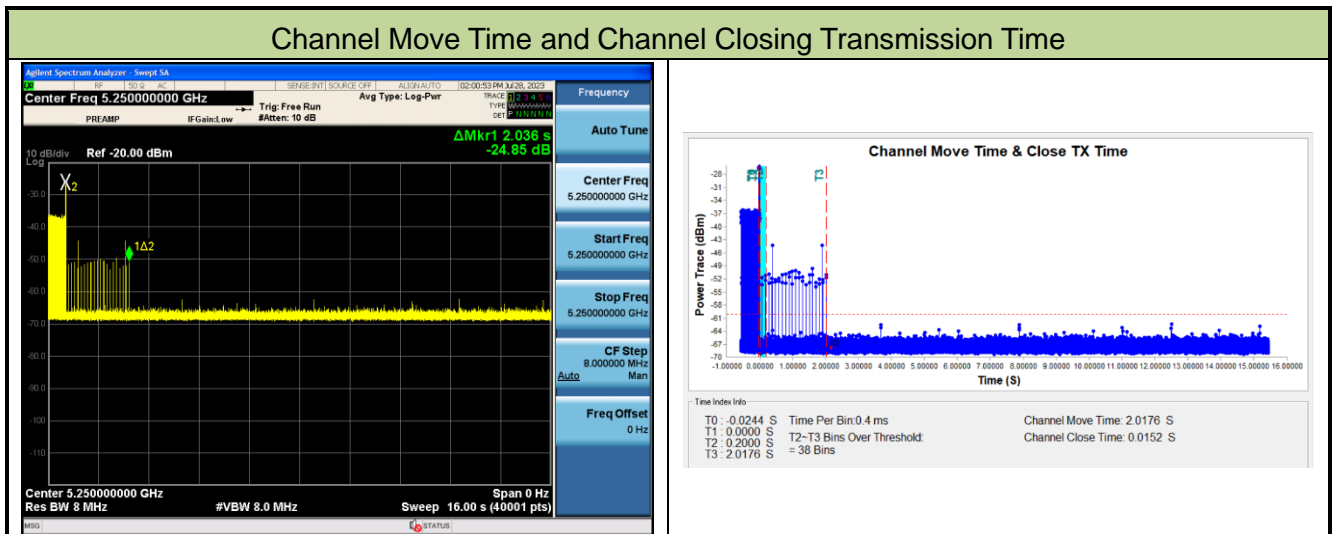 Channel Move Time and Channel Closing Transmission Time
Agilent Spectrum Analyzer - Swept SA
RF 50 Ω AC SENSE:INT SOURCE OFF ALIGN AUTO 02:00:53 PM Jul 28, 2023
Center Freq 5.250000000 GHz
Avg Type: Log-Pwr
TRACE 1 2 3 4 5 6
Trig: Free Run
TYPE
PREAMP IFGain:Low #Atten: 10 dB
DET P N N N N N
ΔMkr1 2.036 s
-24.85 dB
10 dB/div Ref -20.00 dBm
Log
X2
1Δ2
-30.0
-40.0
-50.0
-60.0
-70.0
-80.0
-90.0
-100
-110
Center 5.250000000 GHz Span 0 Hz
Res BW 8 MHz #VBW 8.0 MHz Sweep 16.00 s (40001 pts)
MSG STATUS
Frequency
Auto Tune
Center Freq
5.250000000 GHz
Start Freq
5.250000000 GHz
Stop Freq
5.250000000 GHz
CF Step
8.000000 MHz
Auto Man
Freq Offset
0 Hz
Channel Move Time & Close TX Time
T3
Power Trace (dBm)
-28
-31
-34
-37
-40
-43
-46
-49
-52
-55
-58
-61
-64
-67
-70
-1.00000 0.00000 1.00000 2.00000 3.00000 4.00000 5.00000 6.00000 7.00000 8.00000 9.00000 10.00000 11.00000 12.00000 13.00000 14.00000 15.00000 16.00000
Time (S)
Time Index Info
T0 : -0.0244 S Time Per Bin:0.4 ms Channel Move Time: 2.0176 S
T1 : 0.0000 S
T2 : 0.2000 S T2~T3 Bins Over Threshold: Channel Close Time: 0.0152 S
T3 : 2.0176 S = 38 Bins